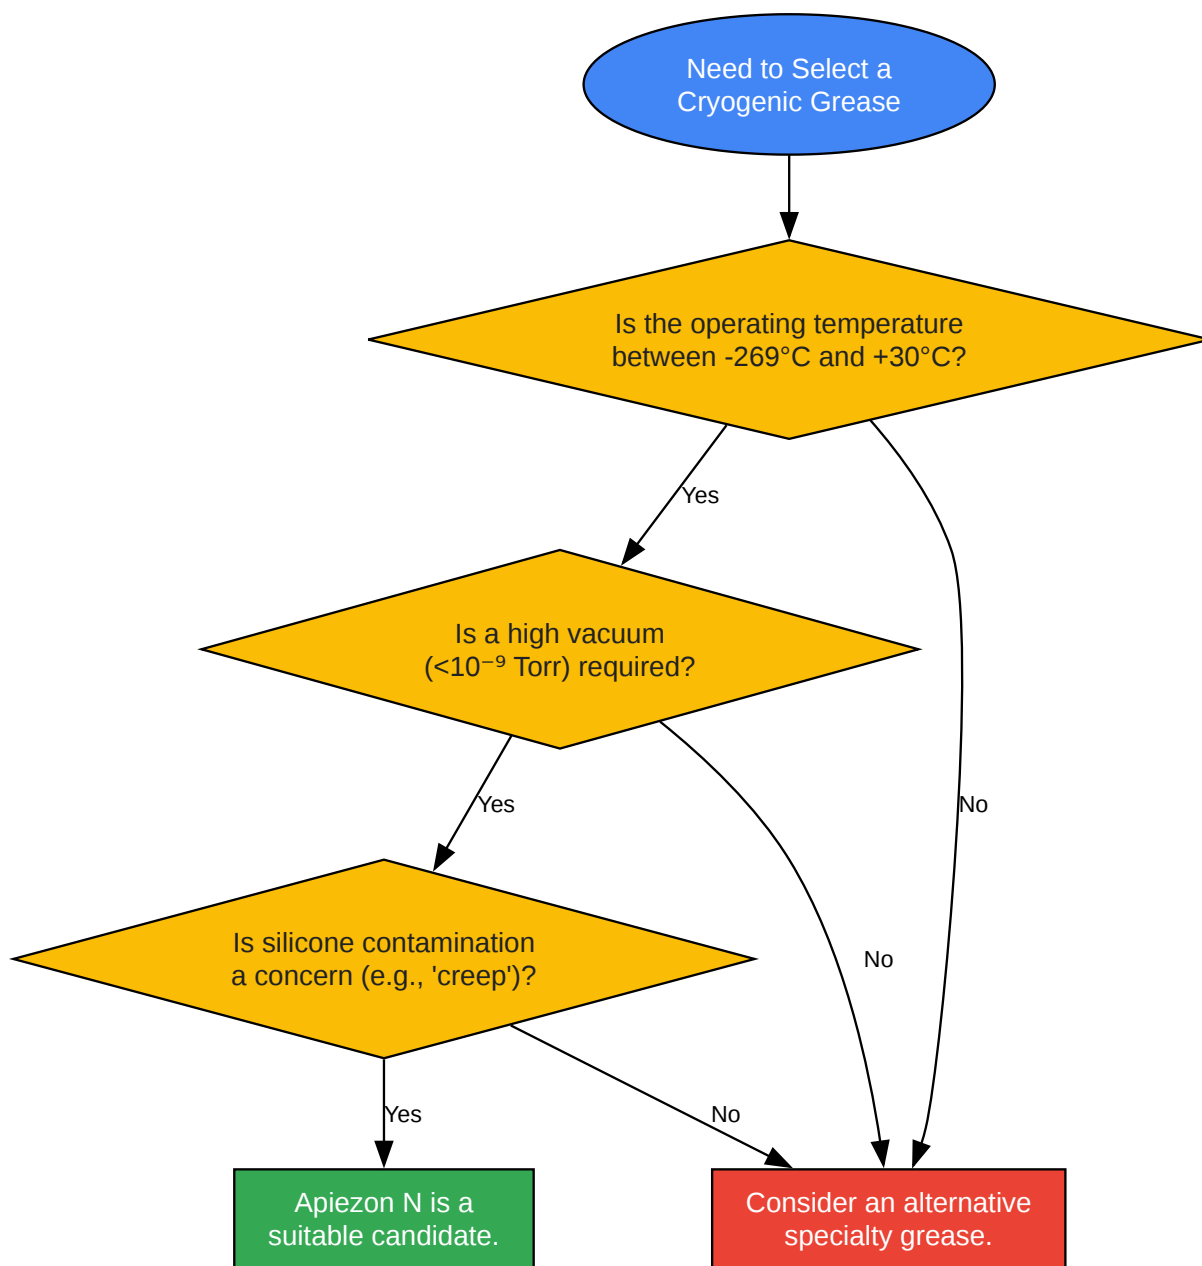 Need to Select a
Cryogenic Grease
Is the operating temperature
between -269°C and +30°C?
Yes
Is a high vacuum
(<10⁻⁹ Torr) required?
Yes
No
Is silicone contamination
a concern (e.g., 'creep')?
No
Yes
No
Apiezon N is a
suitable candidate.
Consider an alternative
specialty grease.